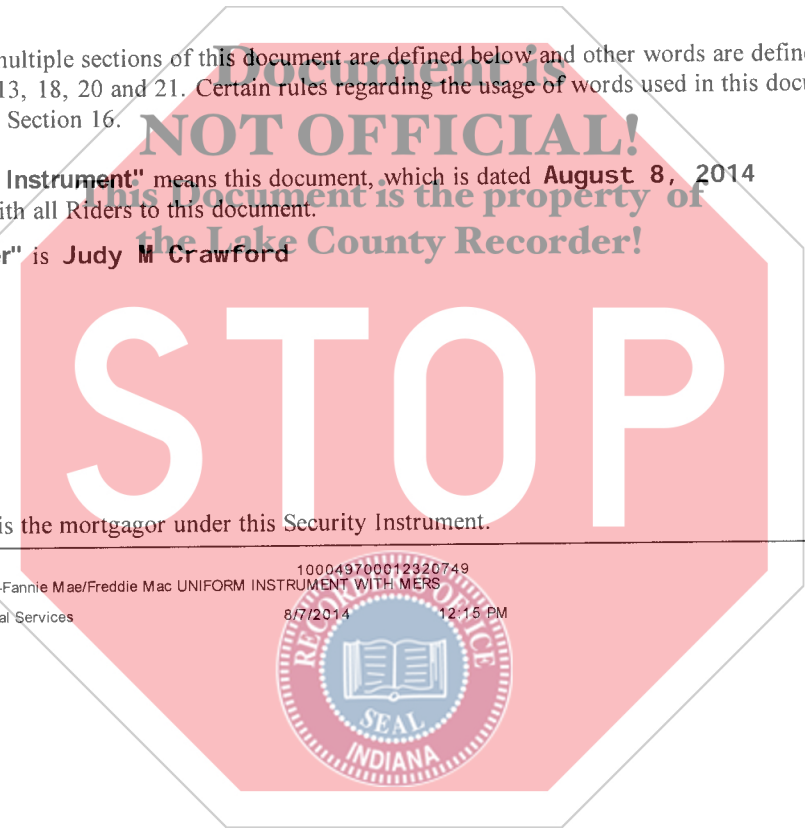 multiple sections of this document are defined below and other words are define
Document is
13, 18, 20 and 21. Certain rules regarding the usage of words used in this docu
Section 16.
NOT OFFICIAL!
Instrument" means this document, which is dated August 8, 2014
This Document is the property of
ith all Riders to this document.
the Lake County Recorder!
r" is Judy M Crawford
STOP
is the mortgagor under this Security Instrument.
100049700012320749
-Fannie Mae/Freddie Mac UNIFORM INSTRUMENT WITH MERS
al Services 8/7/2014 12:15 PM
RECORDER'S OFFICE
SEAL
INDIANA